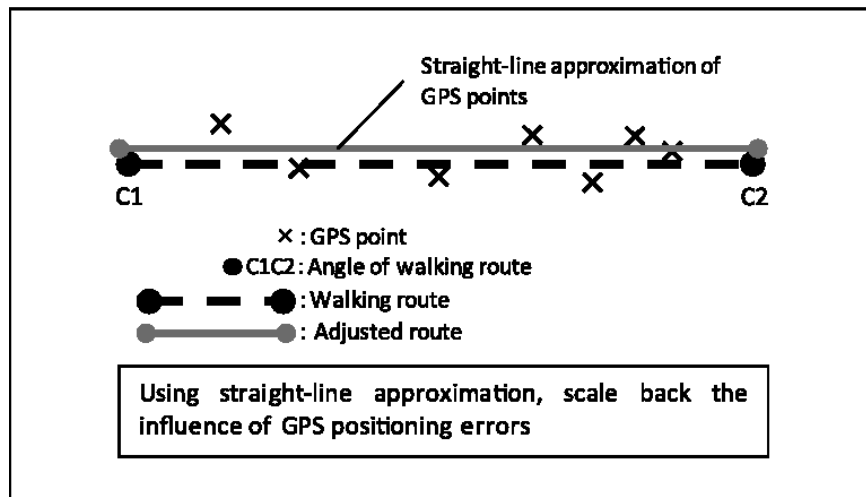 Straight-line approximation of
GPS points
C1
C2
×: GPS point
●C1C2: Angle of walking route
: Walking route
: Adjusted route
Using straight-line approximation, scale back the
influence of GPS positioning errors